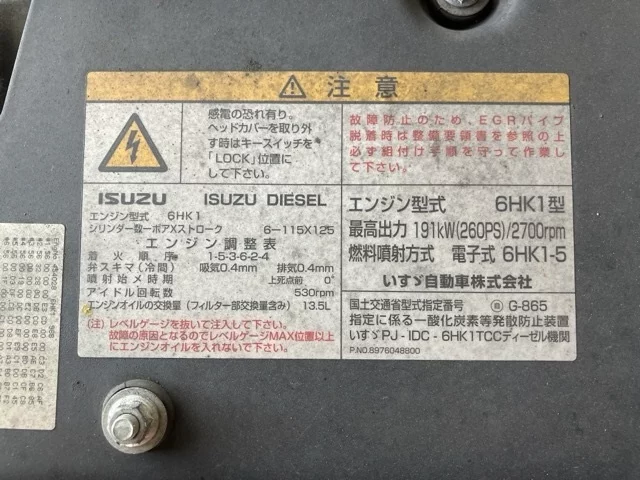 注意
感電の恐れ有り。
ヘッドカバーを取り外
す時はキースイッチを
「LOCK」位置に
して下さい。
故障防止のため、EGRパイプ
脱着時は整備要領書を参照の上
必ず組付け手順を守って作業し
て下さい。
ISUZU ISUZU DIESEL
エンジン型式 6HK1
シリンダー数−ボアXストローク 6−115X125
エンジン調整表
着火順序 1-5-3-6-2-4
弁スキマ(冷間) 吸気0.4mm 排気0.4mm
噴射始メ時期 上死点前 0°
アイドル回転数 530rpm
エンジンオイルの交換量(フィルター部交換量含み) 13.5L
(注)レベルゲージを抜いて注入して下さい。
故障の原因となるのでレベルゲージMAX位置以上
にエンジンオイルを入れないで下さい。
エンジン型式 6HK1型
最高出力 191kW(260PS)/2700rpm
燃料噴射方式 電子式 6HK1-5
いすゞ自動車株式会社
国土交通省型式指定番号 G-865
指定に係る一酸化炭素等発散防止装置
いすゞPJ-IDC-6HK1TCCディーゼル機関
P.NO.8976048800